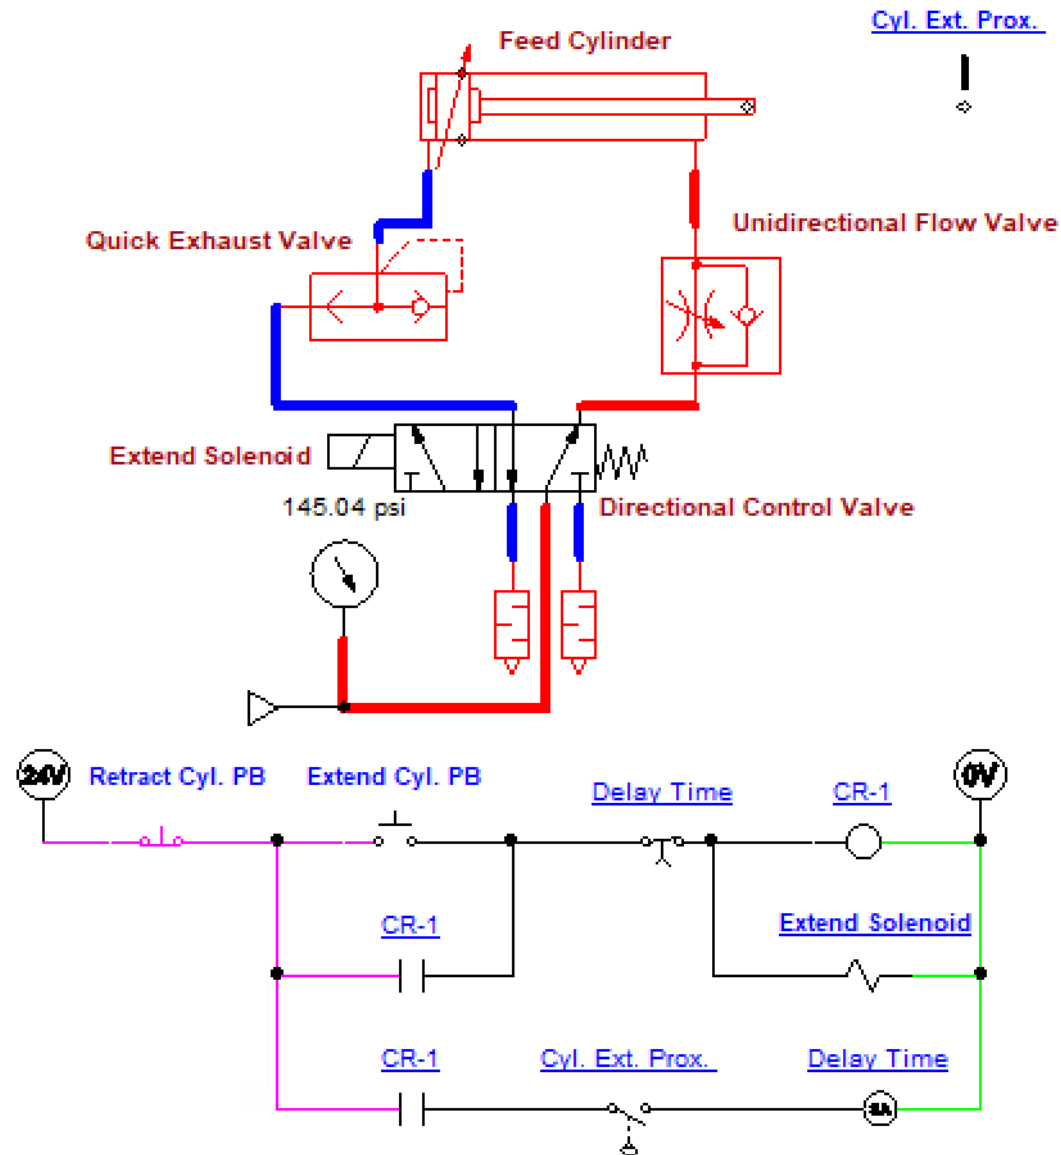 Cyl. Ext. Prox.
Feed Cylinder
Unidirectional Flow Valve
Quick Exhaust Valve
Extend Solenoid
145.04 psi
Directional Control Valve
24V
Retract Cyl. PB
Extend Cyl. PB
Delay Time
CR-1
0V
CR-1
Extend Solenoid
CR-1
Cyl. Ext. Prox.
Delay Time